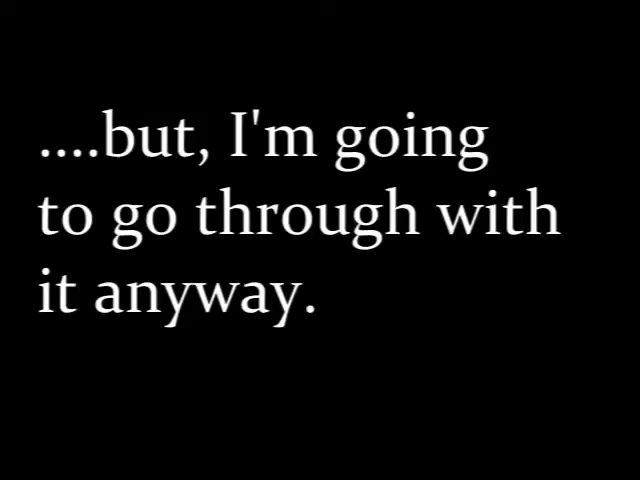 ....but, I'm going
to go through with
it anyway.